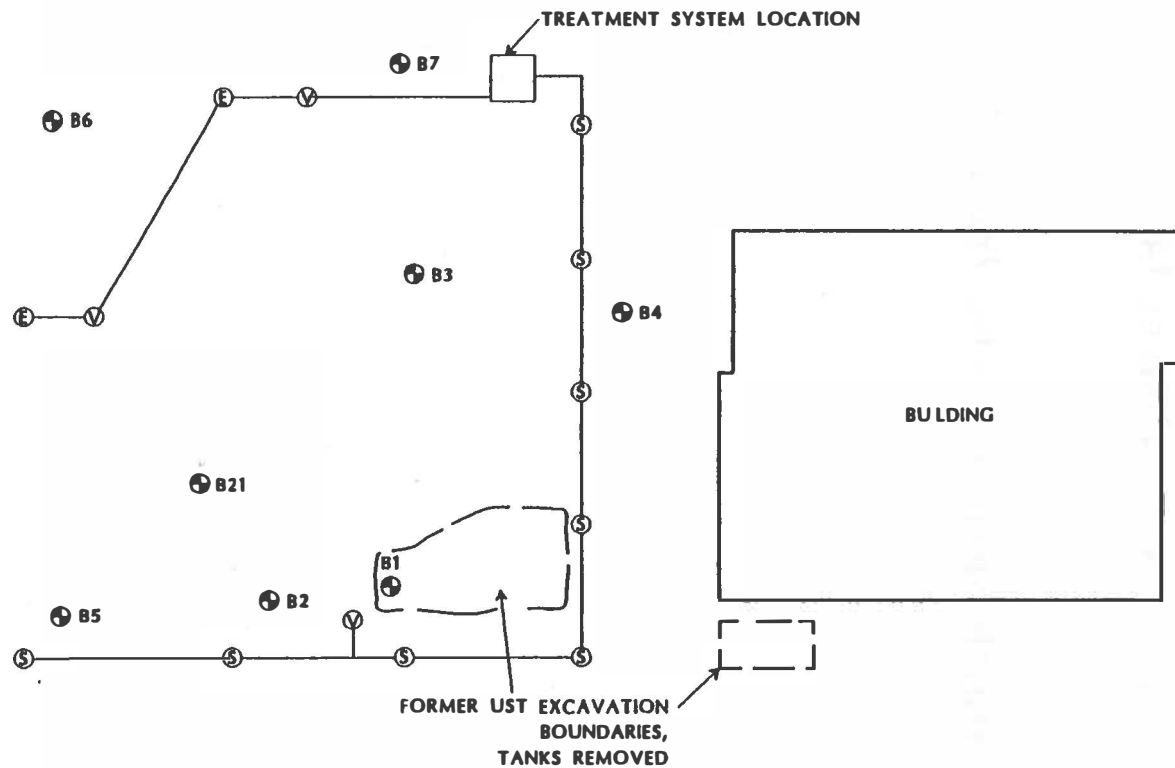 TREATMENT SYSTEM LOCATION
B7
E
V
B6
S
S
B3
B4
E
V
S
BU LDING
B21
S
B1
B2
B5
V
S
S
S
S
FORMER UST EXCAVATION
BOUNDARIES,
TANKS REMOVED